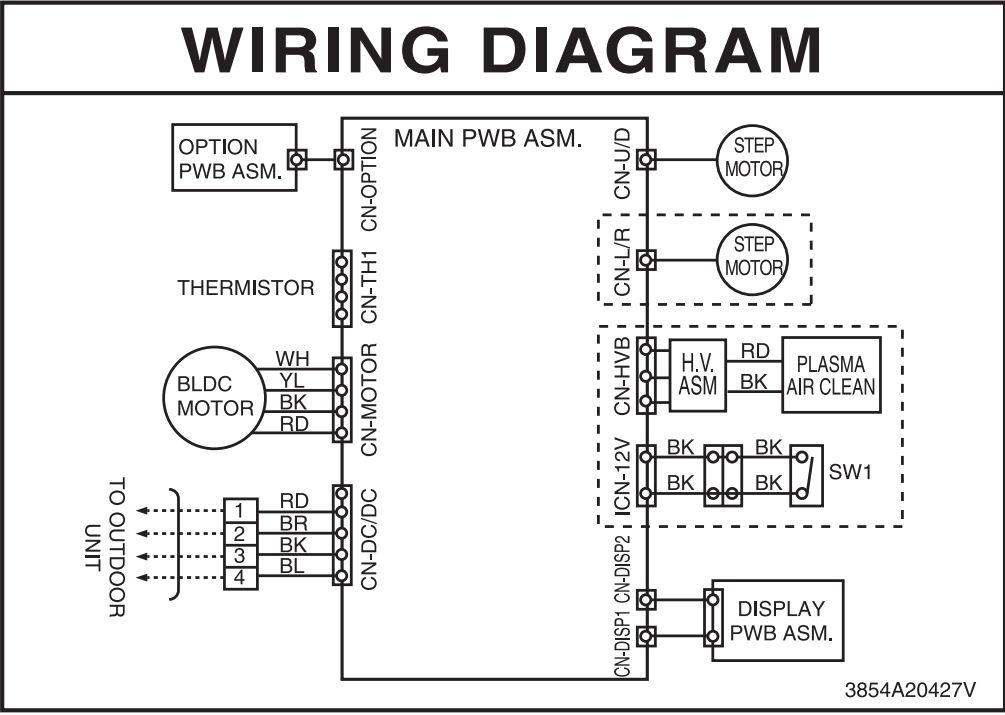 WIRING DIAGRAM
OPTION
PWB ASM.
CN-OPTION
MAIN PWB ASM.
CN-U/D
STEP
MOTOR
CN-L/R
STEP
MOTOR
THERMISTOR
CN-TH1
BLDC
MOTOR
WH
YL
BK
RD
CN-MOTOR
CN-HVB
H.V.
ASM
RD
BK
PLASMA
AIR CLEAN
ICN-12V
BK
BK
BK
BK
SW1
TO OUTDOOR
UNIT
1
2
3
4
RD
BR
BK
BL
CN-DC/DC
CN-DISP2
CN-DISP1
DISPLAY
PWB ASM.
3854A20427V